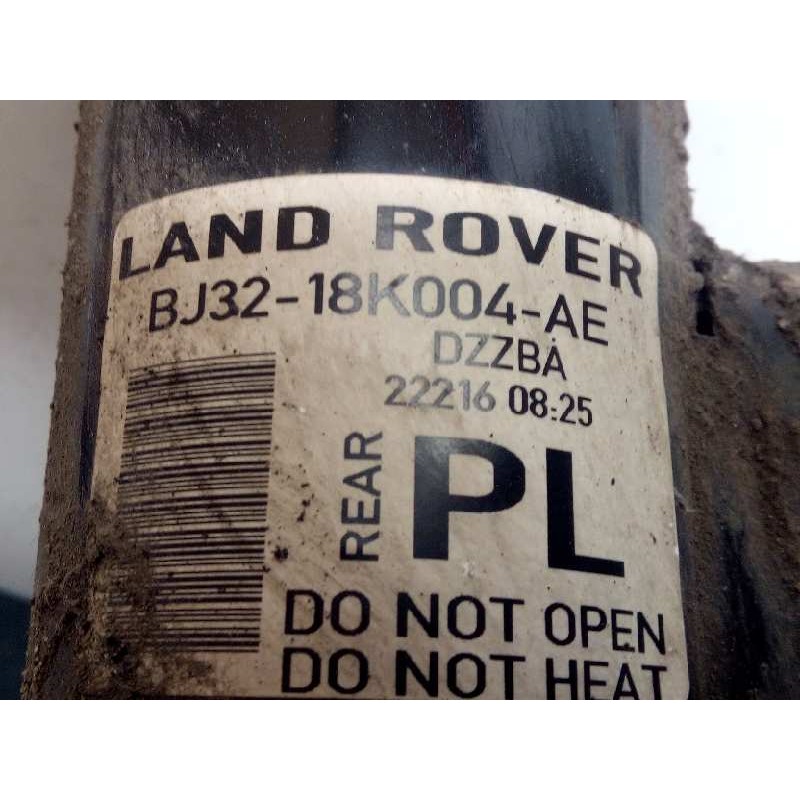 LAND ROVER
BJ32-18K004-AE
DZZBA
22216 08:25
REAR
PL
DO NOT OPEN
DO NOT HEAT